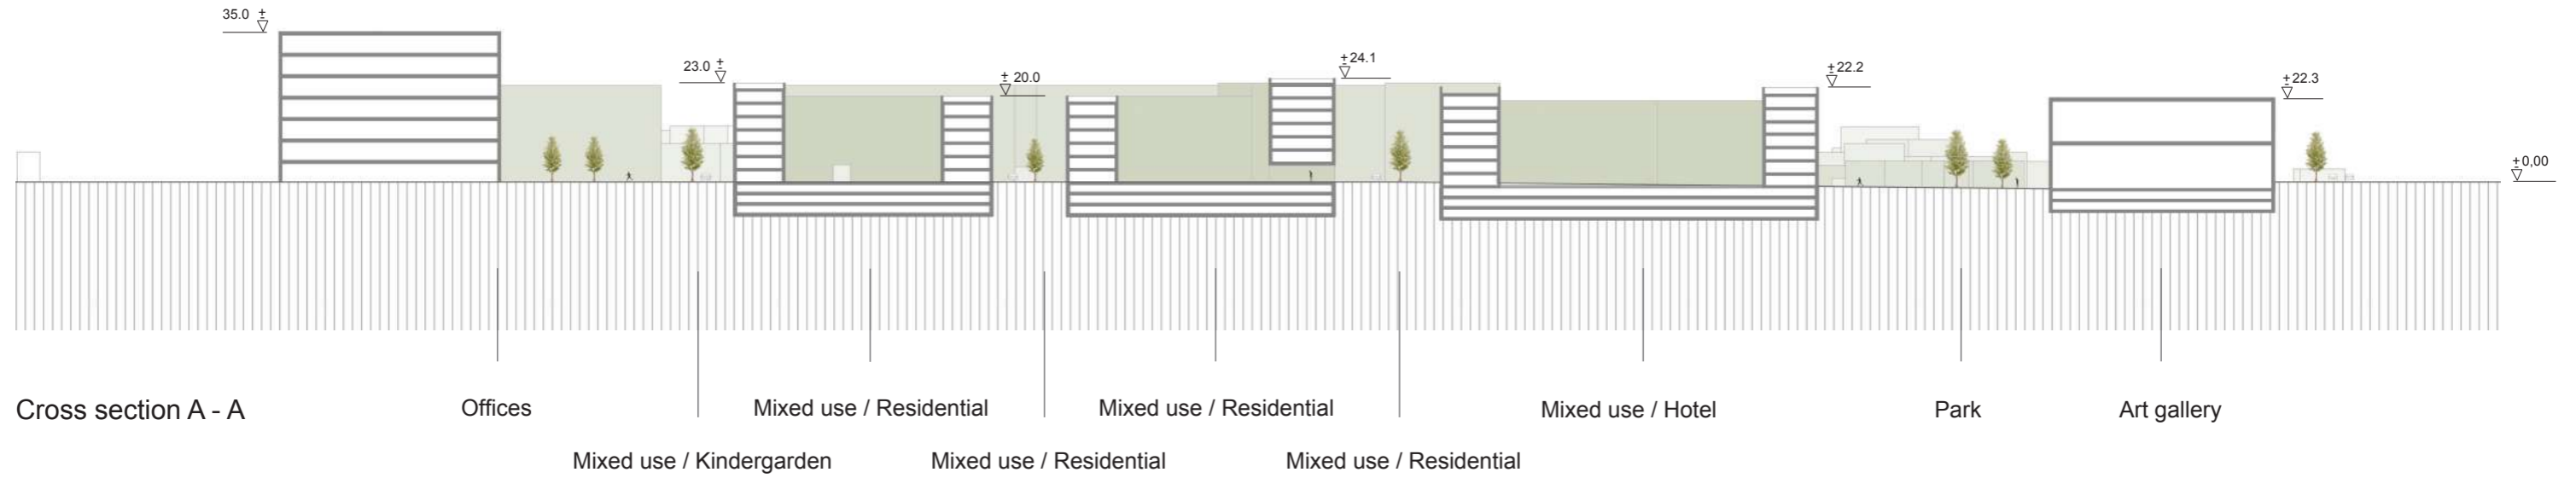 35.0 ±
23.0 ±
± 20.0
±24.1
±22.2
±22.3
±0,00
Cross section A - A
Offices
Mixed use / Residential
Mixed use / Residential
Mixed use / Hotel
Park
Art gallery
Mixed use / Kindergarden
Mixed use / Residential
Mixed use / Residential